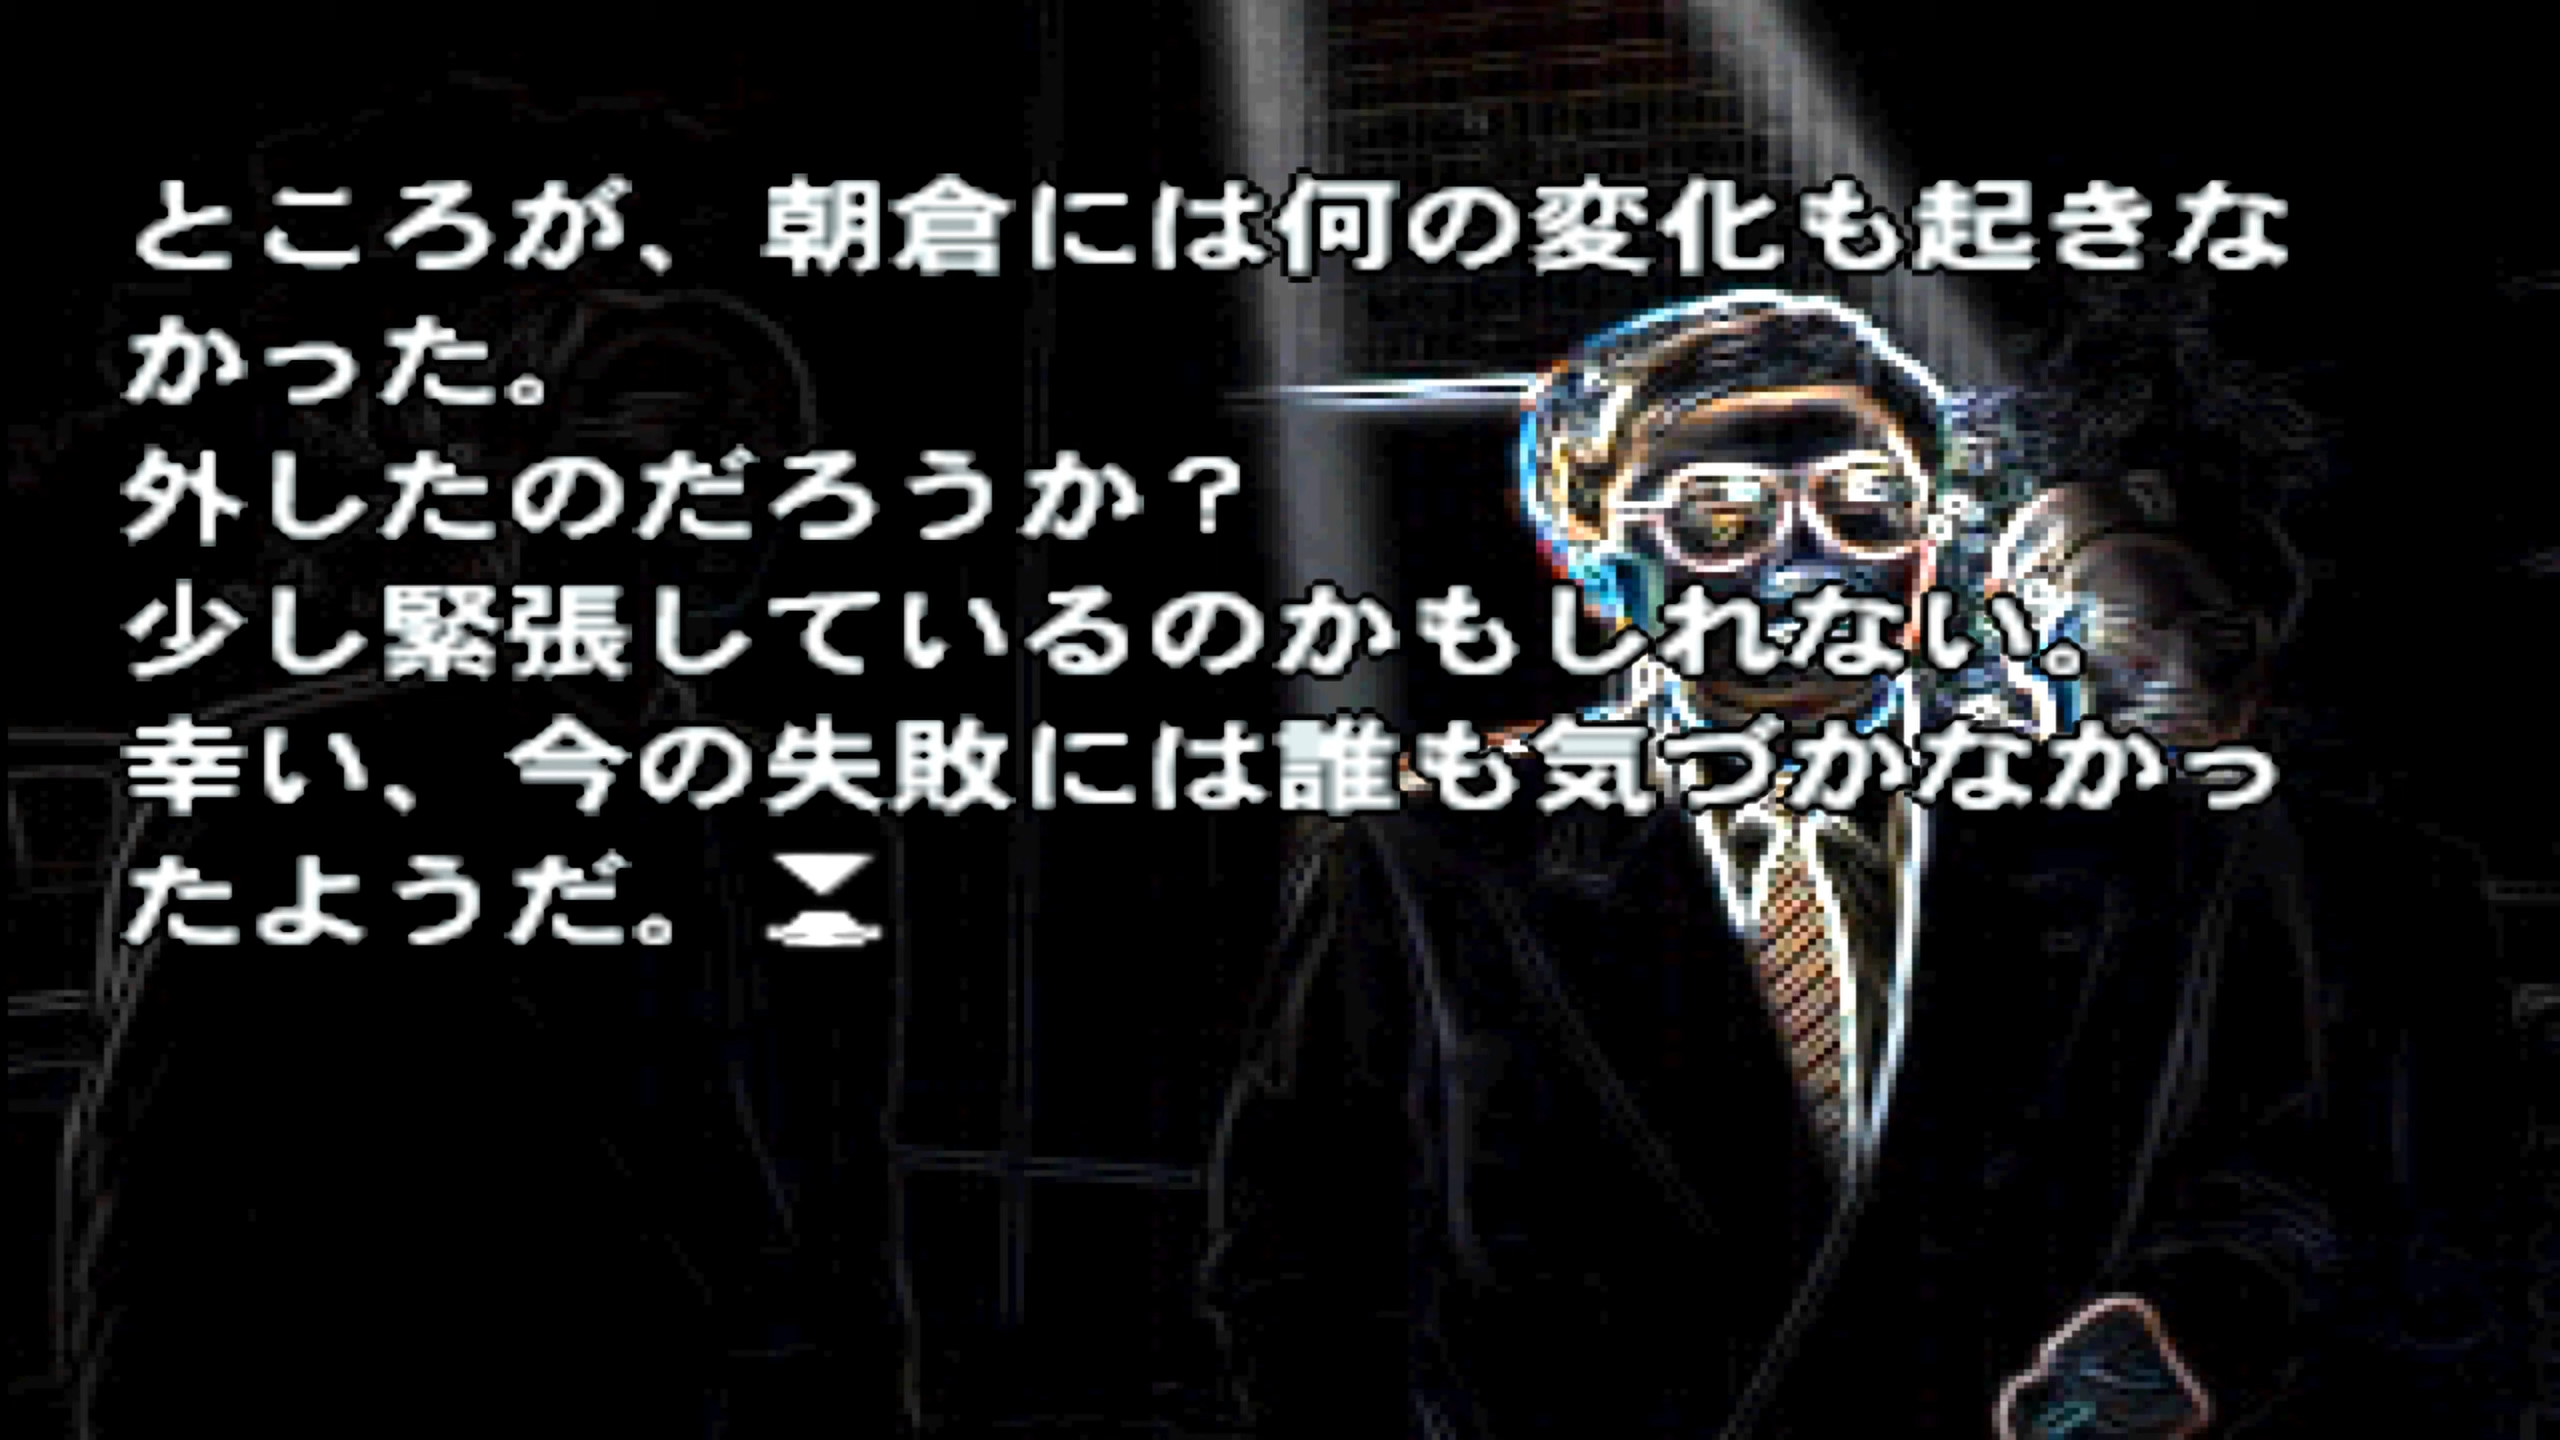 ところが、朝倉には何の変化も起きな
かった。
外したのだろうか？
少し緊張しているのかもしれない。
幸い、今の失敗には誰も気づかなかっ
たようだ。